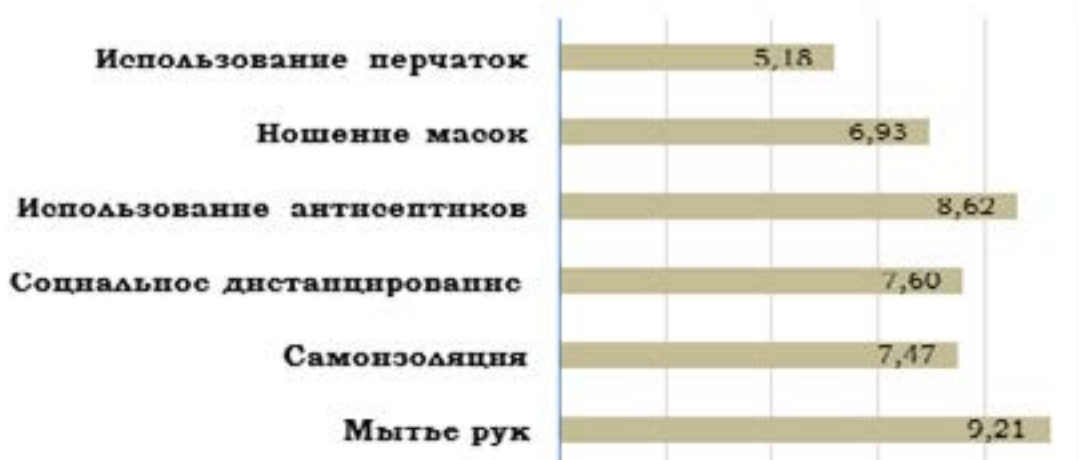 Использование перчаток 5,18
Ношение масок 6,93
Использование антисептиков 8,62
Социальное дистанцирование 7,60
Самоизоляция 7,47
Мытье рук 9,21